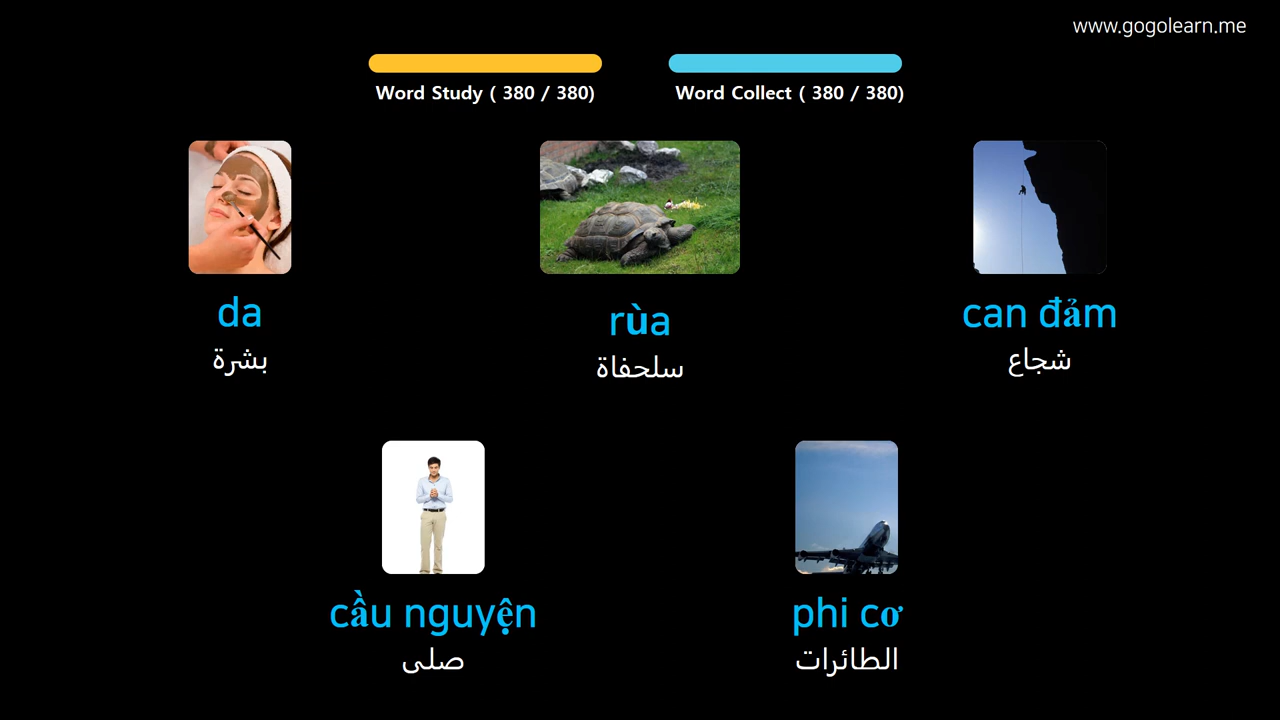 www.gogolearn.me
Word Study ( 380 / 380)
Word Collect ( 380 / 380)
da
بشرة
rùa
سلحفاة
can đảm
شجاع
cầu nguyện
صلى
phi cơ
الطائرات